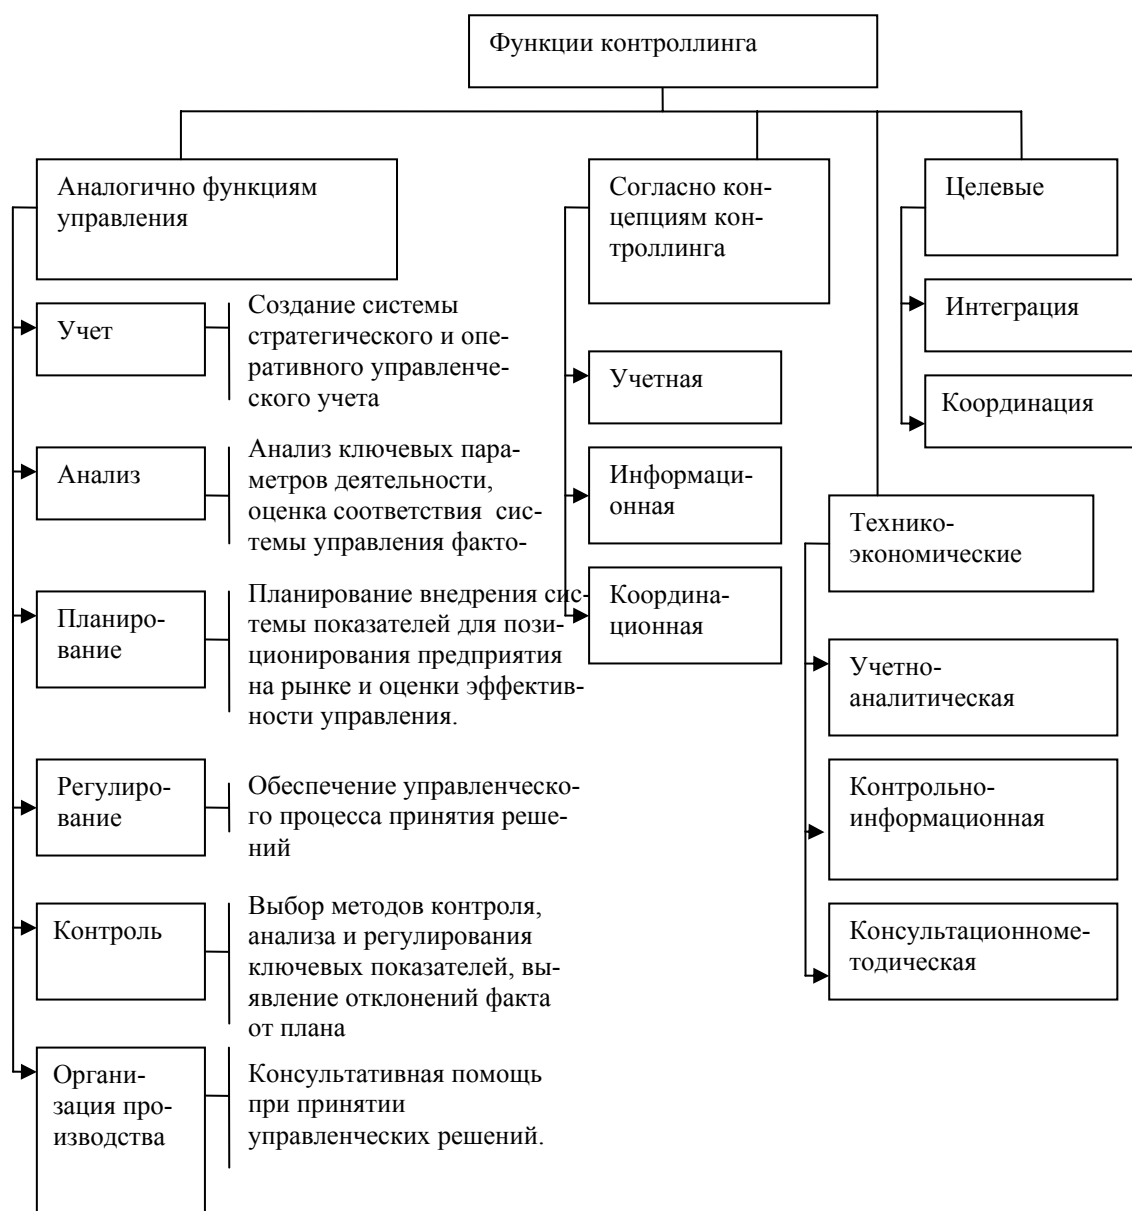 Функции контроллинга
Аналогично функциям
управления
Учет
Создание системы
стратегического и опе-
ративного управленче-
ского учета
Анализ
Анализ ключевых пара-
метров деятельности,
оценка соответствия сис-
темы управления факто-
Планиро-
вание
Планирование внедрения сис-
темы показателей для пози-
ционирования предприятия
на рынке и оценки эффектив-
ности управления.
Регулиро-
вание
Обеспечение управленческо-
го процесса принятия реше-
ний
Контроль
Выбор методов контроля,
анализа и регулирования
ключевых показателей, вы-
явление отклонений факта
от плана
Органи-
зация про-
изводства
Консультативная помощь
при принятии
управленческих решений.
Согласно кон-
цепциям кон-
троллинга
Учетная
Информаци-
онная
Координа-
ционная
Целевые
Интеграция
Координация
Технико-
экономические
Учетно-
аналитическая
Контрольно-
информационная
Консультационноме-
тодическая